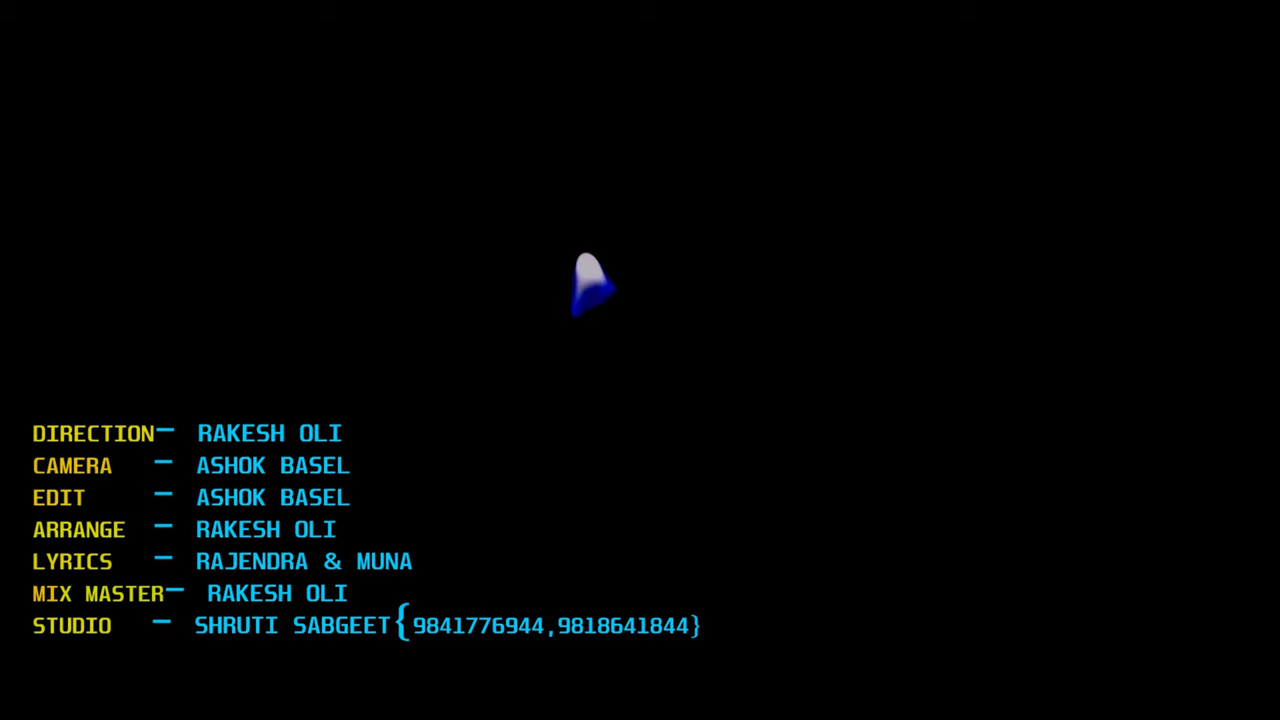 DIRECTION- RAKESH OLI
CAMERA - ASHOK BASEL
EDIT - ASHOK BASEL
ARRANGE - RAKESH OLI
LYRICS - RAJENDRA & MUNA
MIX MASTER- RAKESH OLI
STUDIO - SHRUTI SABGEET{9841776944,9818641844}